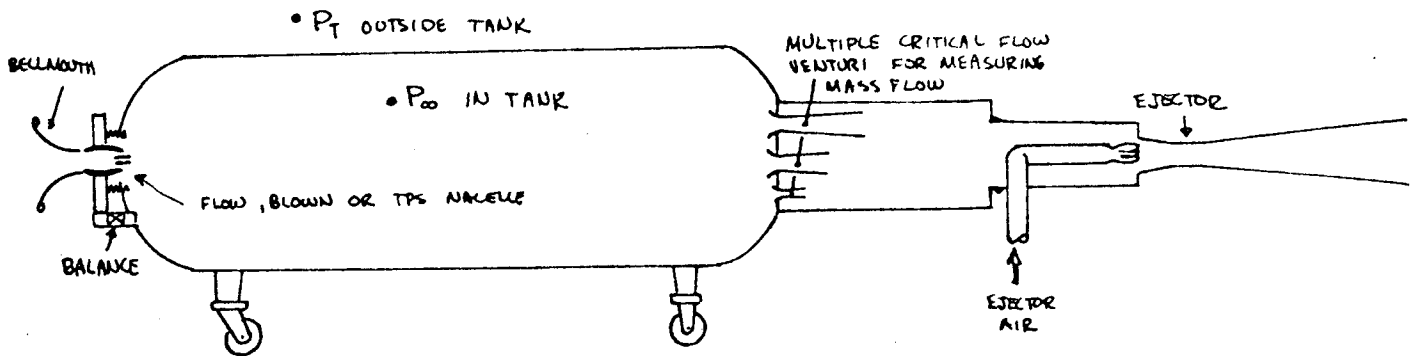 • P_T OUTSIDE TANK
BELLMOUTH
• P_∞ IN TANK
MULTIPLE CRITICAL FLOW
VENTURI FOR MEASURING
MASS FLOW
EJECTOR
FLOW, BLOWN OR TPS NACELLE
BALANCE
EJECTOR
AIR